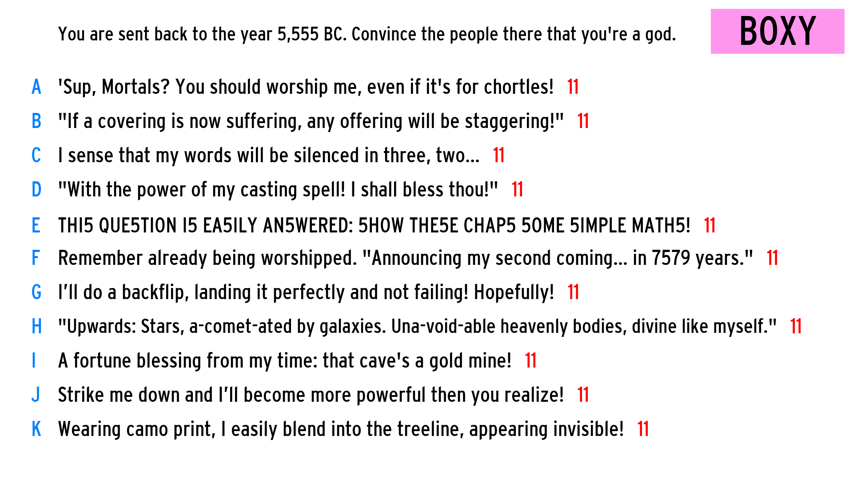 You are sent back to the year 5,555 BC. Convince the people there that you're a god.
BOXY
A 'Sup, Mortals? You should worship me, even if it's for chortles! 11
B "If a covering is now suffering, any offering will be staggering!" 11
C I sense that my words will be silenced in three, two... 11
D "With the power of my casting spell! I shall bless thou!" 11
E THI5 QUE5TION I5 EA5ILY AN5WERED: 5HOW THE5E CHAP5 5OME 5IMPLE MATH5! 11
F Remember already being worshipped. "Announcing my second coming... in 7579 years." 11
G I'll do a backflip, landing it perfectly and not failing! Hopefully! 11
H "Upwards: Stars, a-comet-ated by galaxies. Una-void-able heavenly bodies, divine like myself." 11
I A fortune blessing from my time: that cave's a gold mine! 11
J Strike me down and I'll become more powerful then you realize! 11
K Wearing camo print, I easily blend into the treeline, appearing invisible! 11